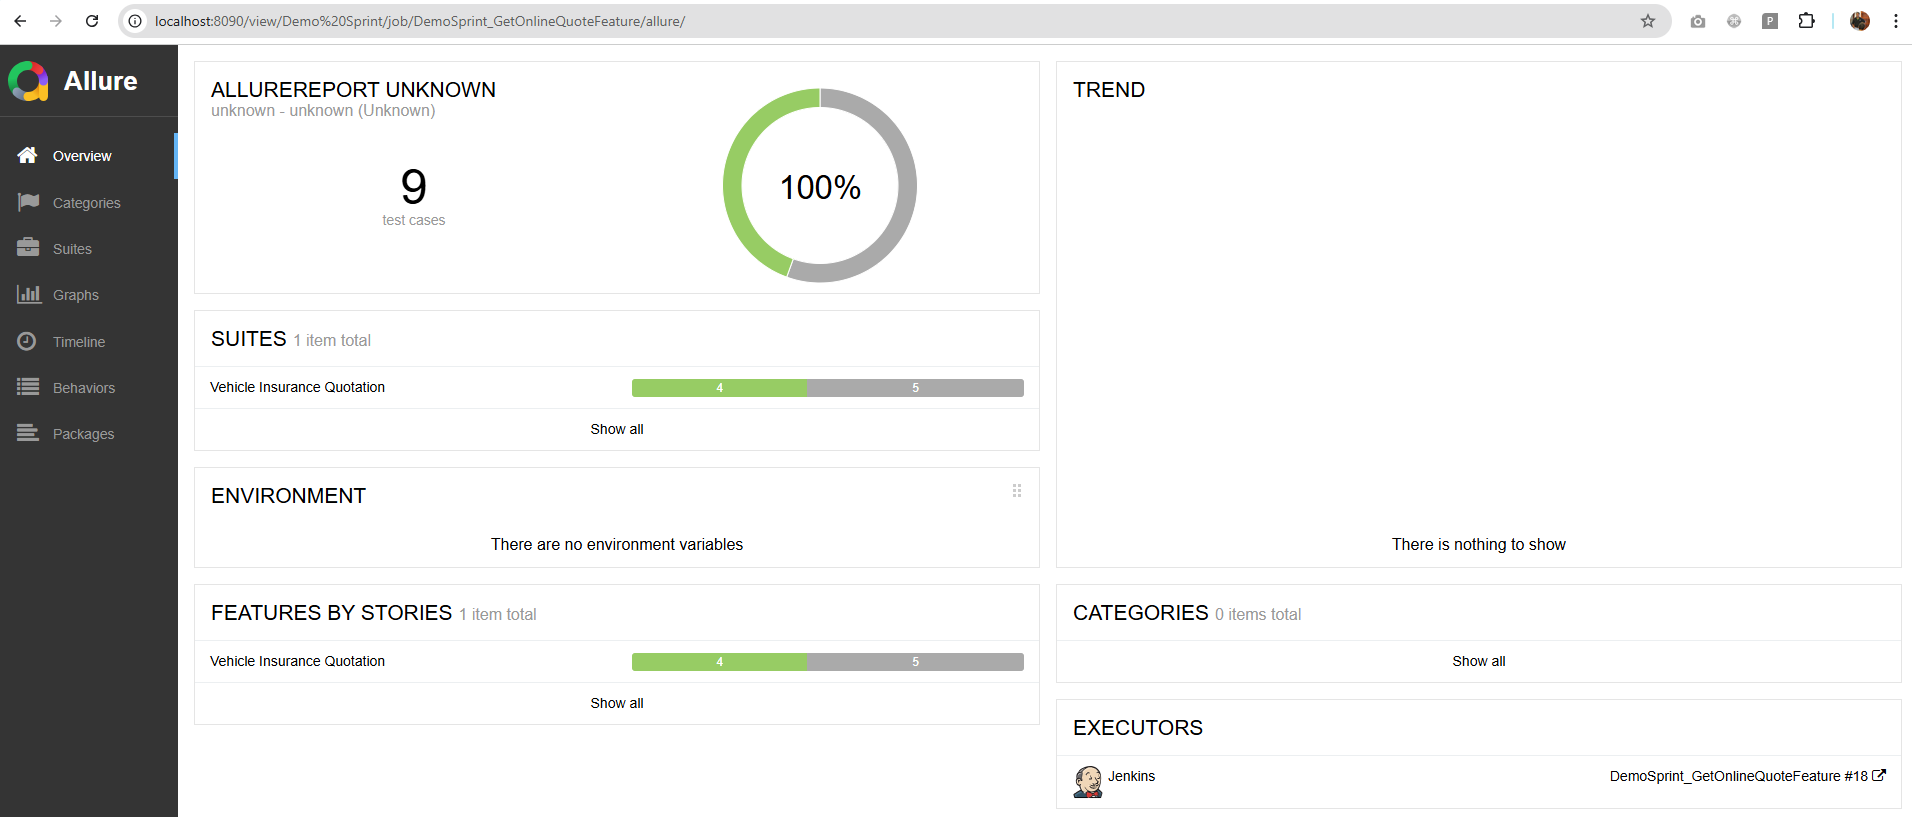 localhost:8090/view/Demo%20Sprint/job/DemoSprint_GetOnlineQuoteFeature/allure/
P
Allure
Overview
Categories
Suites
Graphs
Timeline
Behaviors
Packages
ALLUREREPORT UNKNOWN
unknown - unknown (Unknown)
9
test cases
100%
SUITES 1 item total
Vehicle Insurance Quotation 4 5
Show all
ENVIRONMENT
There are no environment variables
FEATURES BY STORIES 1 item total
Vehicle Insurance Quotation 4 5
Show all
TREND
There is nothing to show
CATEGORIES 0 items total
Show all
EXECUTORS
Jenkins DemoSprint_GetOnlineQuoteFeature #18